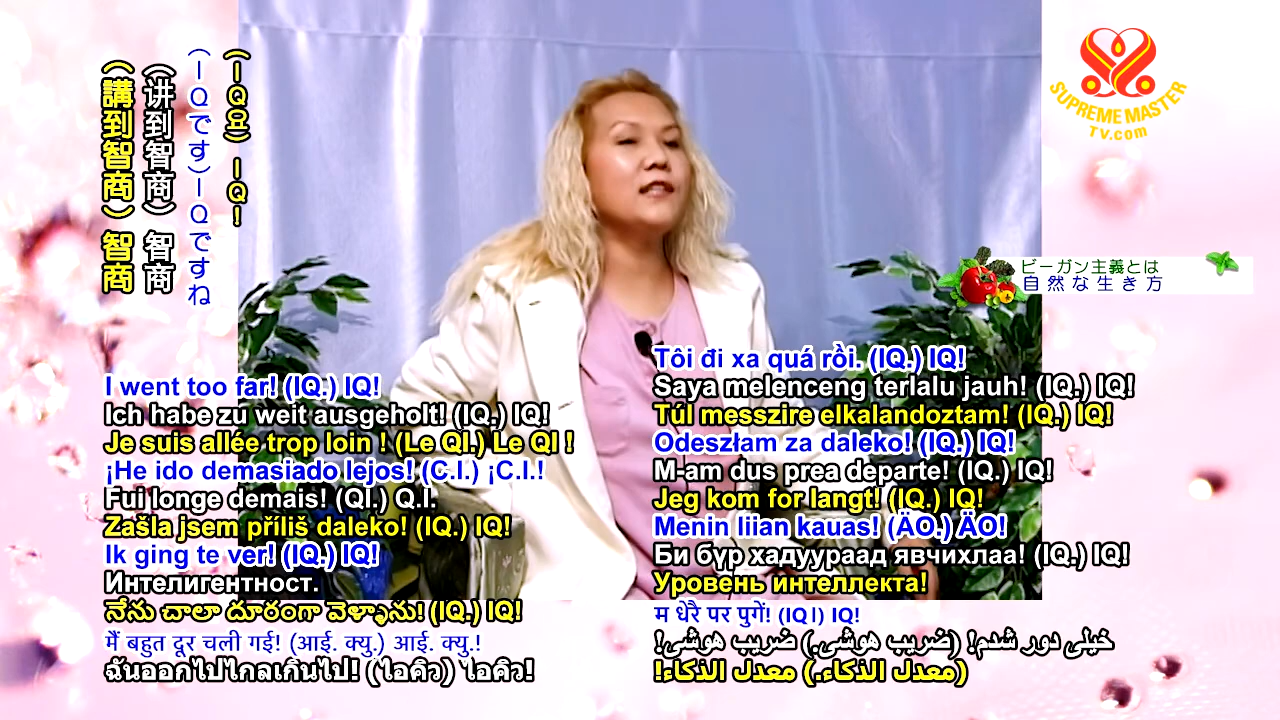 (IQ요) IQ!
(IQです)IQですね
(讲到智商) 智商
(講到智商) 智商
SUPREME MASTER
TV.com
ビーガン主義とは
自然な生き方
I went too far! (IQ.) IQ!
Ich habe zu weit ausgeholt! (IQ.) IQ!
Je suis allée trop loin ! (Le QI.) Le QI !
¡He ido demasiado lejos! (C.I.) ¡C.I.!
Fui longe demais! (QI.) Q.I.
Zašla jsem příliš daleko! (IQ.) IQ!
Ik ging te ver! (IQ.) IQ!
Интелигентност.
నేను చాలా దూరంగా వెళ్ళాను! (IQ.) IQ!
मैं बहुत दूर चली गई! (आई. क्यु.) आई. क्यु.!
ฉันออกไปไกลเกินไป! (ไอคิว) ไอคิว!
Tôi đi xa quá rồi. (IQ.) IQ!
Saya melenceng terlalu jauh! (IQ.) IQ!
Túl messzire elkalandoztam! (IQ.) IQ!
Odeszłam za daleko! (IQ.) IQ!
M-am dus prea departe! (IQ.) IQ!
Jeg kom for langt! (IQ.) IQ!
Menin liian kauas! (ÄO.) ÄO!
Би бүр хадуураад явчихлаа! (IQ.) IQ!
Уровень интеллекта!
म धेरै पर पुगें! (IQ।) IQ!
خیلی دور شدم! (ضریب هوشی.) ضریب هوشی!
(معدل الذكاء.) معدل الذكاء!